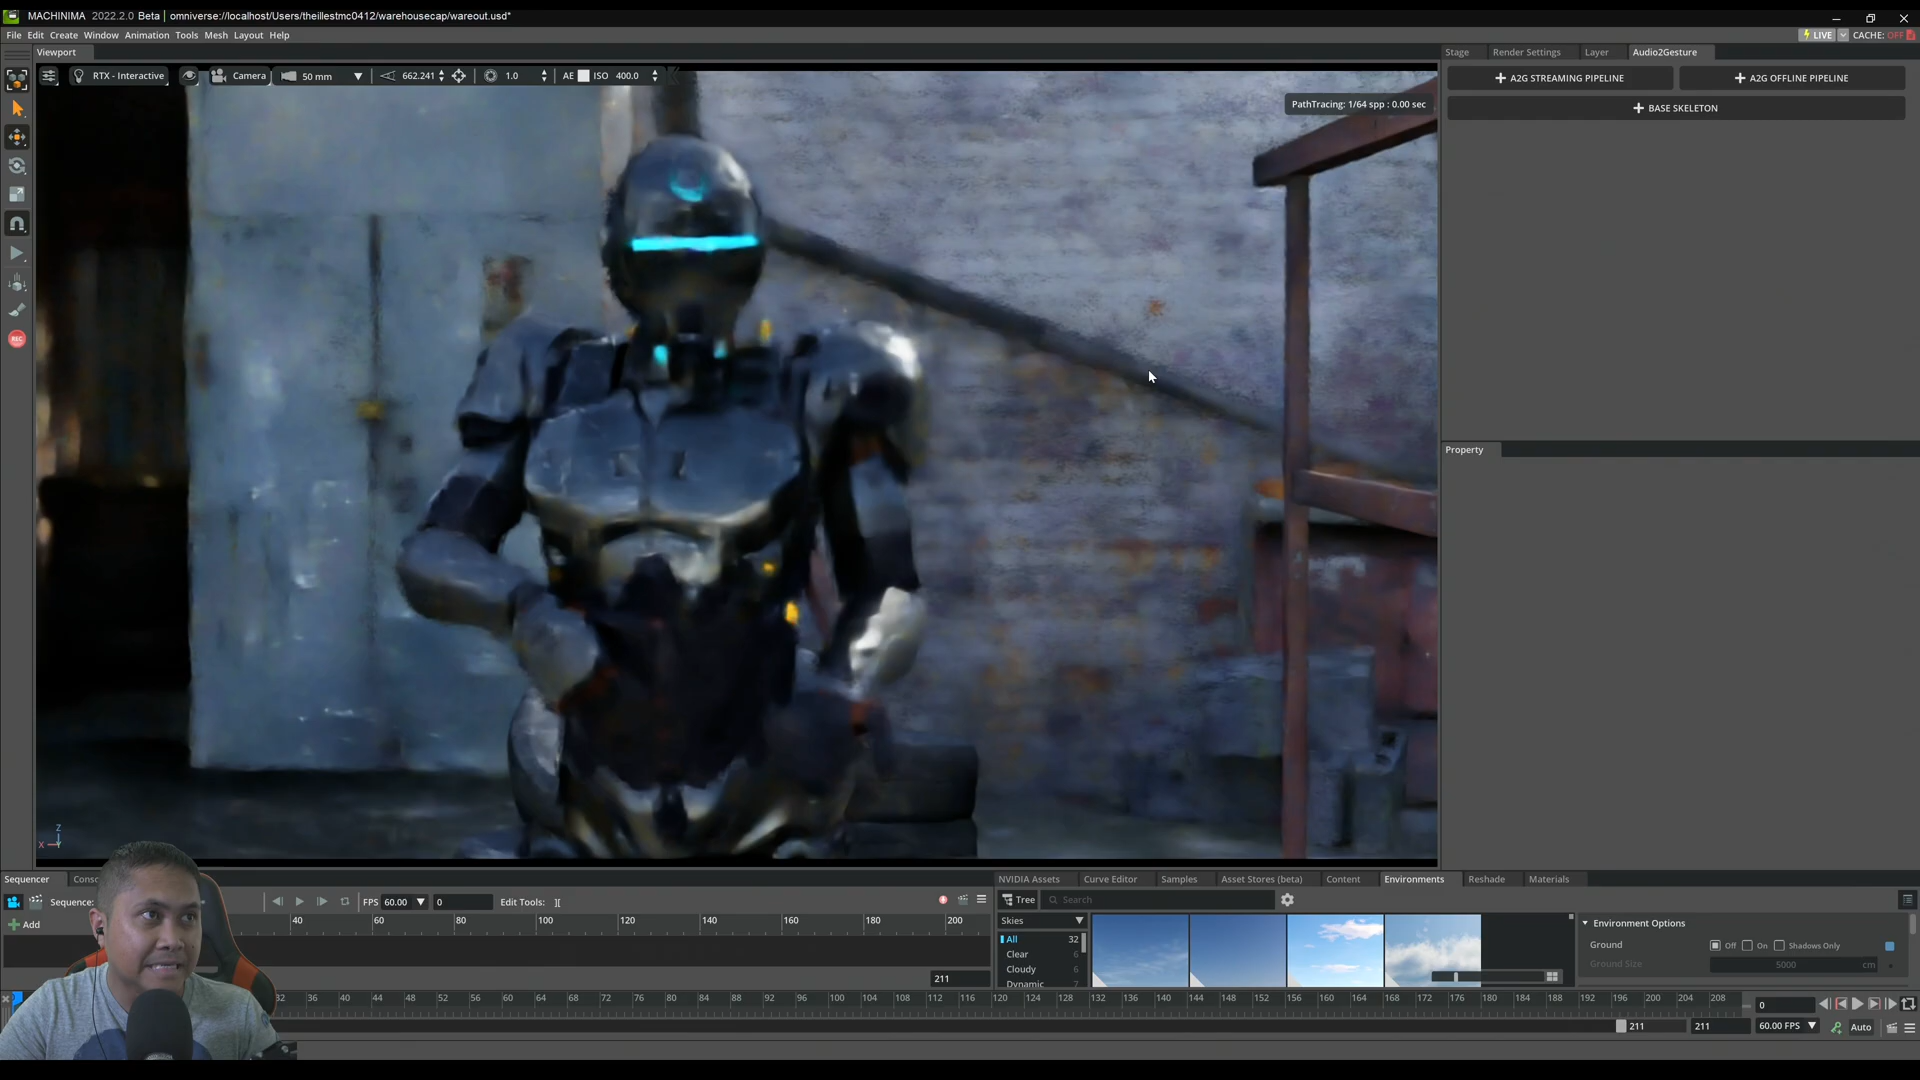 MACHINIMA 2022.2.0 Beta | omniverse://localhost/Users/theillestmc0412/warehousecap/wareout.usd*
File Edit Create Window Animation Tools Mesh Layout Help
LIVE CACHE: OFF
Viewport
Stage Render Settings Layer Audio2Gesture
RTX - Interactive Camera 50 mm 662.241 1.0 AE ISO 400.0
A2G STREAMING PIPELINE A2G OFFLINE PIPELINE
PathTracing: 1/64 spp : 0.00 sec
BASE SKELETON
REC
Property
Z
X
Sequencer Conso
NVIDIA Assets Curve Editor Samples Asset Stores (beta) Content Environments Reshade Materials
Sequence: FPS 60.00 0 Edit Tools:
Tree Search
Add
40 60 80 100 120 140 160 180 200
Skies
All 32
Clear 6
Cloudy 6
Dynamic 7
Environment Options
Ground Off On Shadows Only
Ground Size 5000 cm
211
32 36 40 44 48 52 56 60 64 68 72 76 80 84 88 92 96 100 104 108 112 116 120 124 128 132 136 140 144 148 152 156 160 164 168 172 176 180 184 188 192 196 200 204 208
0
211 211 60.00 FPS Auto